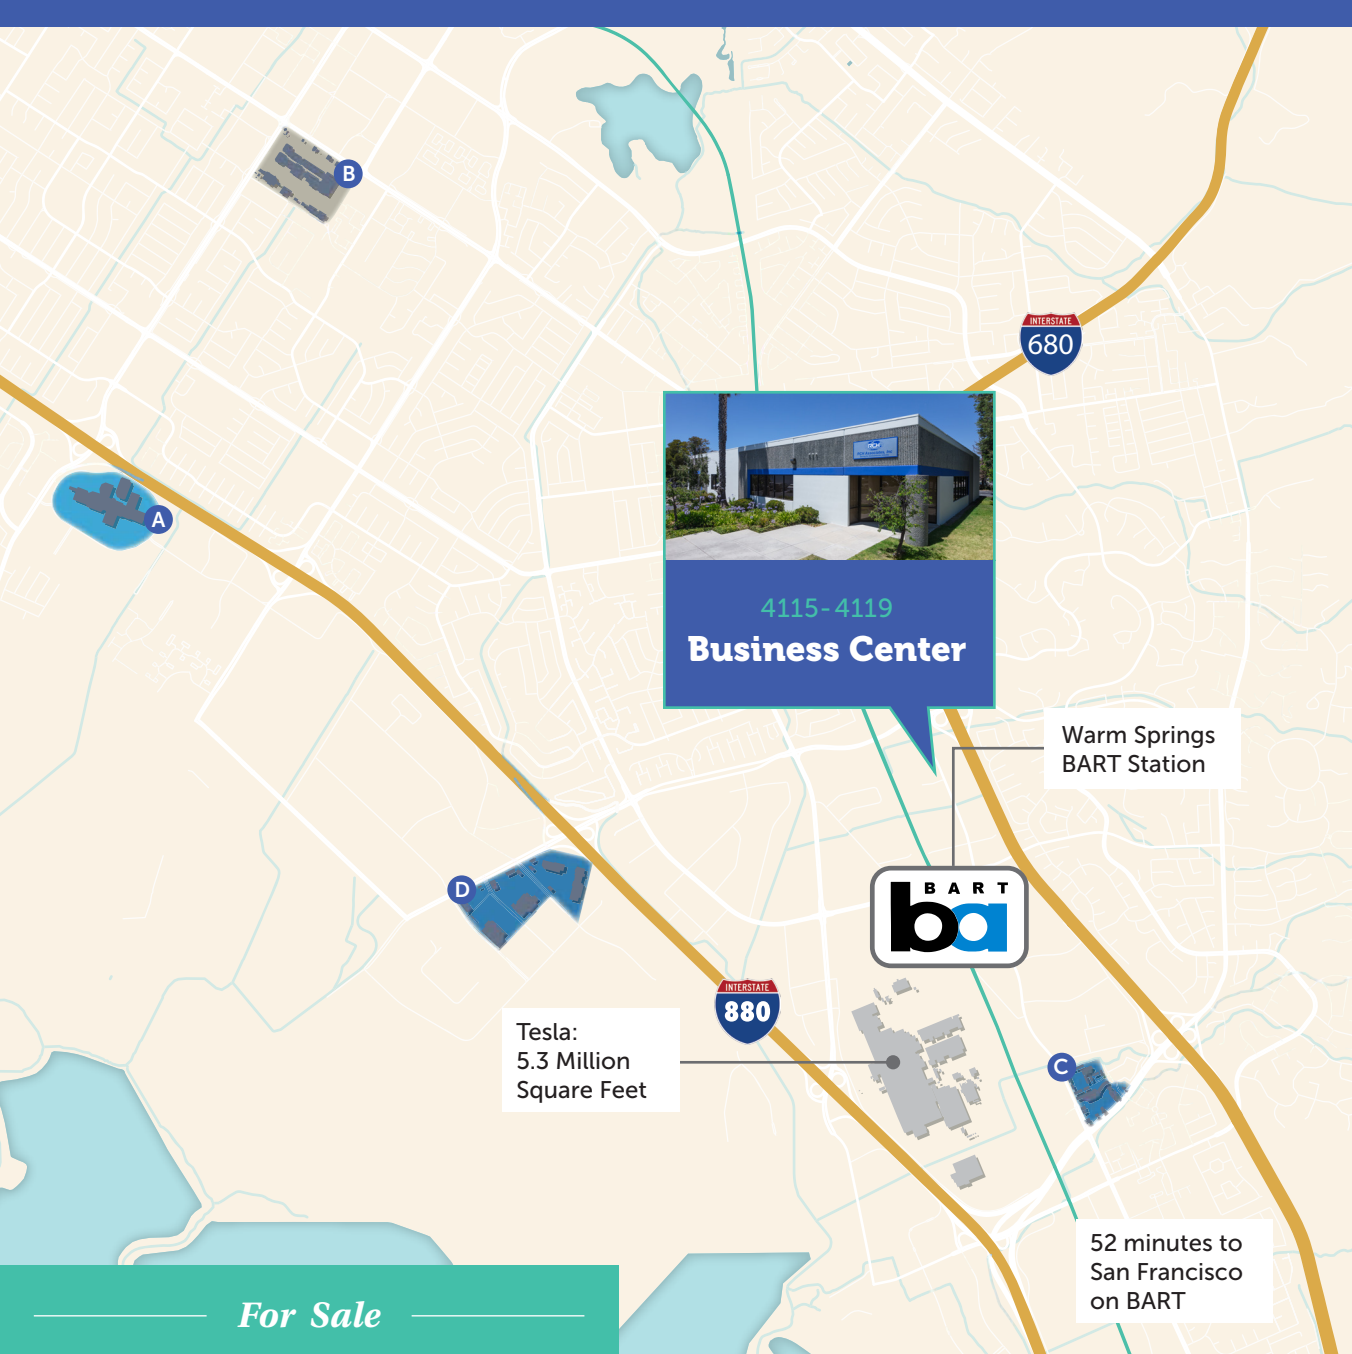 B
INTERSTATE
680
A
4115-4119
Business Center
Warm Springs
BART Station
D
BART
ba
INTERSTATE
880
Tesla:
5.3 Million
Square Feet
C
52 minutes to
San Francisco
on BART
For Sale